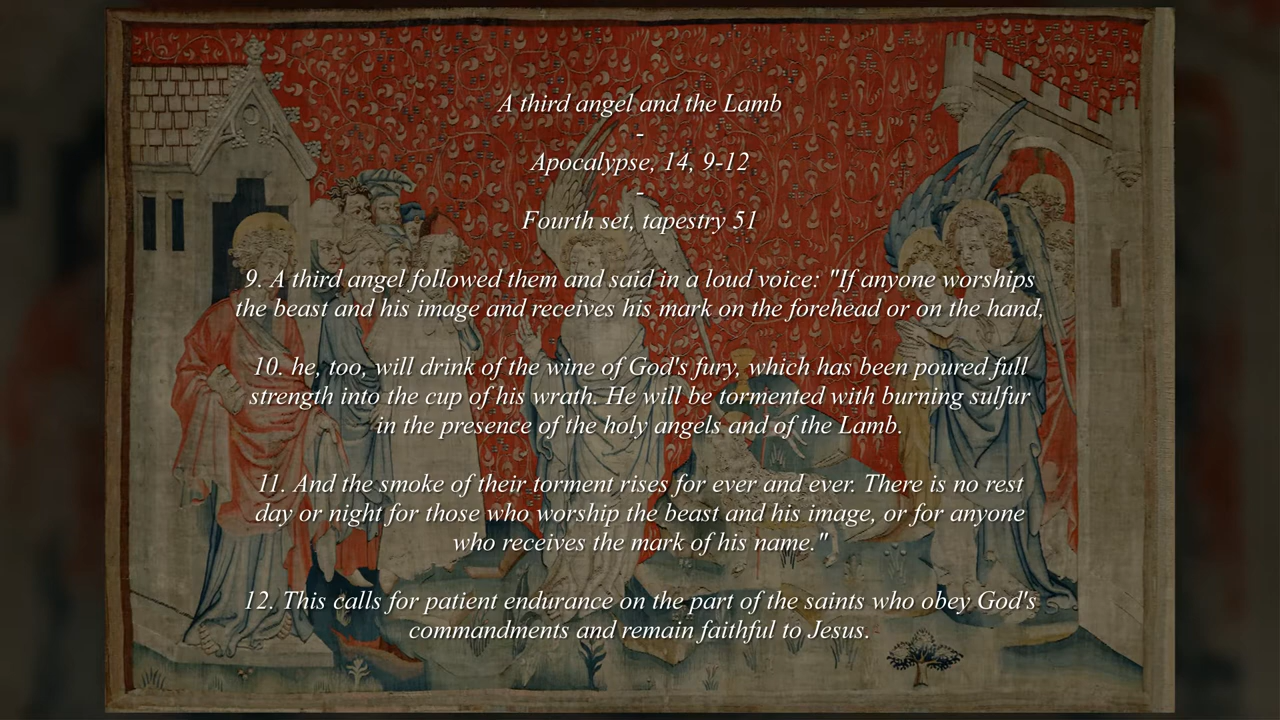 A third angel and the Lamb
-
Apocalypse, 14, 9-12
-
Fourth set, tapestry 51
9. A third angel followed them and said in a loud voice: "If anyone worships
the beast and his image and receives his mark on the forehead or on the hand,
10. he, too, will drink of the wine of God's fury, which has been poured full
strength into the cup of his wrath. He will be tormented with burning sulfur
in the presence of the holy angels and of the Lamb.
11. And the smoke of their torment rises for ever and ever. There is no rest
day or night for those who worship the beast and his image, or for anyone
who receives the mark of his name."
12. This calls for patient endurance on the part of the saints who obey God's
commandments and remain faithful to Jesus.